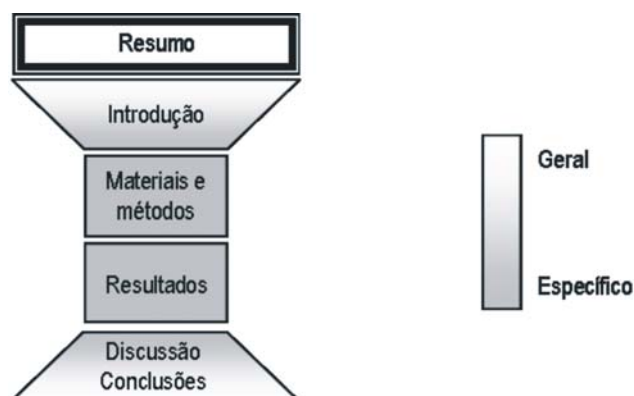 Resumo
Introdução
Materiais e
métodos
Resultados
Discussão
Conclusões
Geral
Específico